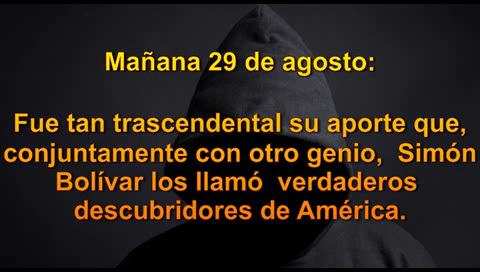 Mañana 29 de agosto:
Fue tan trascendental su aporte que,
conjuntamente con otro genio, Simón
Bolívar los llamó verdaderos
descubridores de América.